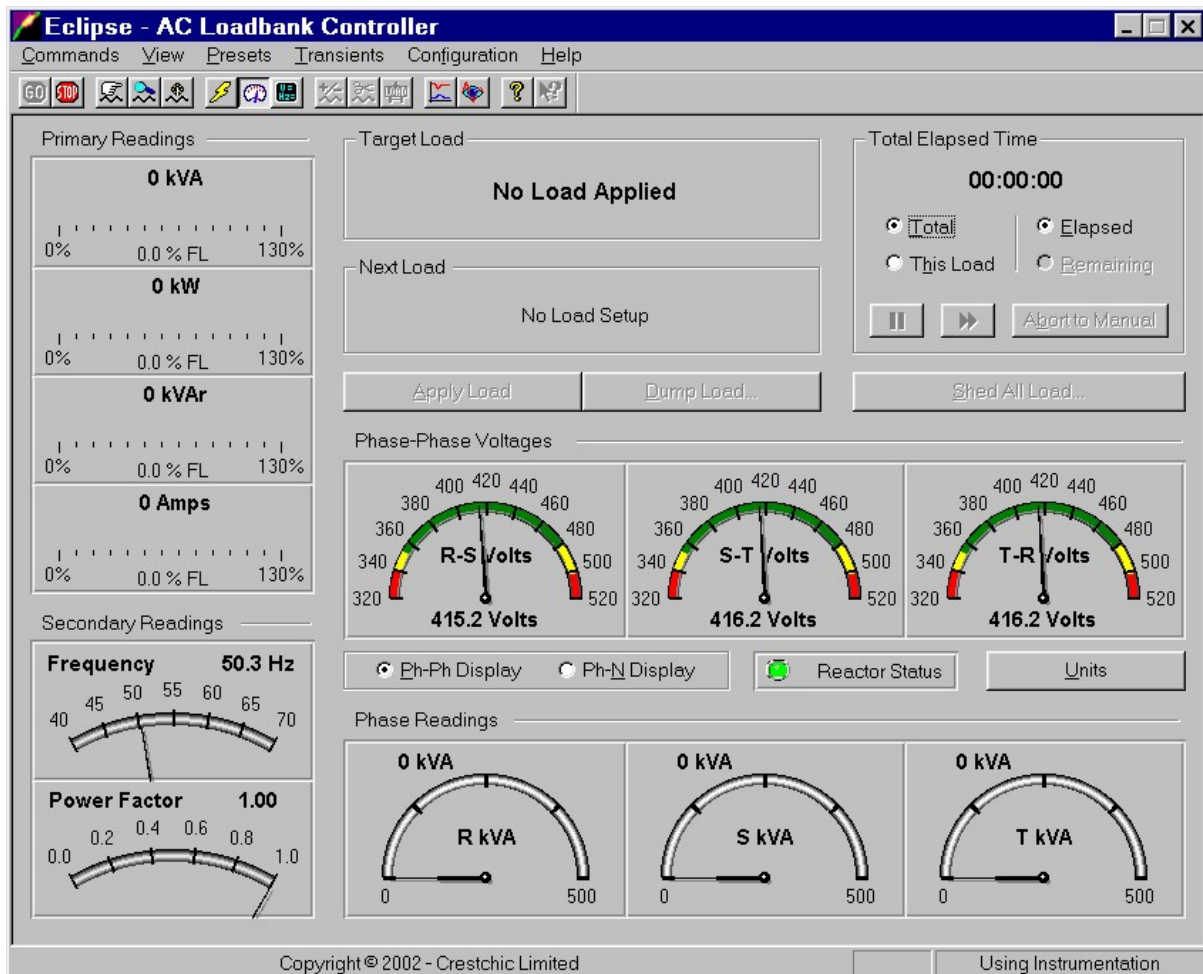 Eclipse - AC Loadbank Controller
Commands View Presets Transients Configuration Help
GO STOP
V= Hz= LOAD
Primary Readings
0 kVA
0% 0.0 % FL 130%
0 kW
0% 0.0 % FL 130%
0 kVAr
0% 0.0 % FL 130%
0 Amps
0% 0.0 % FL 130%
Secondary Readings
Frequency 50.3 Hz
40 45 50 55 60 65 70
Power Factor 1.00
0.0 0.2 0.4 0.6 0.8 1.0
Target Load
No Load Applied
Next Load
No Load Setup
Apply Load Dump Load...
Total Elapsed Time
00:00:00
Total Elapsed
This Load Remaining
Abort to Manual
Shed All Load...
Phase-Phase Voltages
320 340 360 380 400 420 440 460 480 500 520
R-S Volts
415.2 Volts
320 340 360 380 400 420 440 460 480 500 520
S-T Volts
416.2 Volts
320 340 360 380 400 420 440 460 480 500 520
T-R Volts
416.2 Volts
Ph-Ph Display Ph-N Display Reactor Status Units
Phase Readings
0 kVA
R kVA
0 500
0 kVA
S kVA
0 500
0 kVA
T kVA
0 500
Copyright © 2002 - Crestchic Limited Using Instrumentation